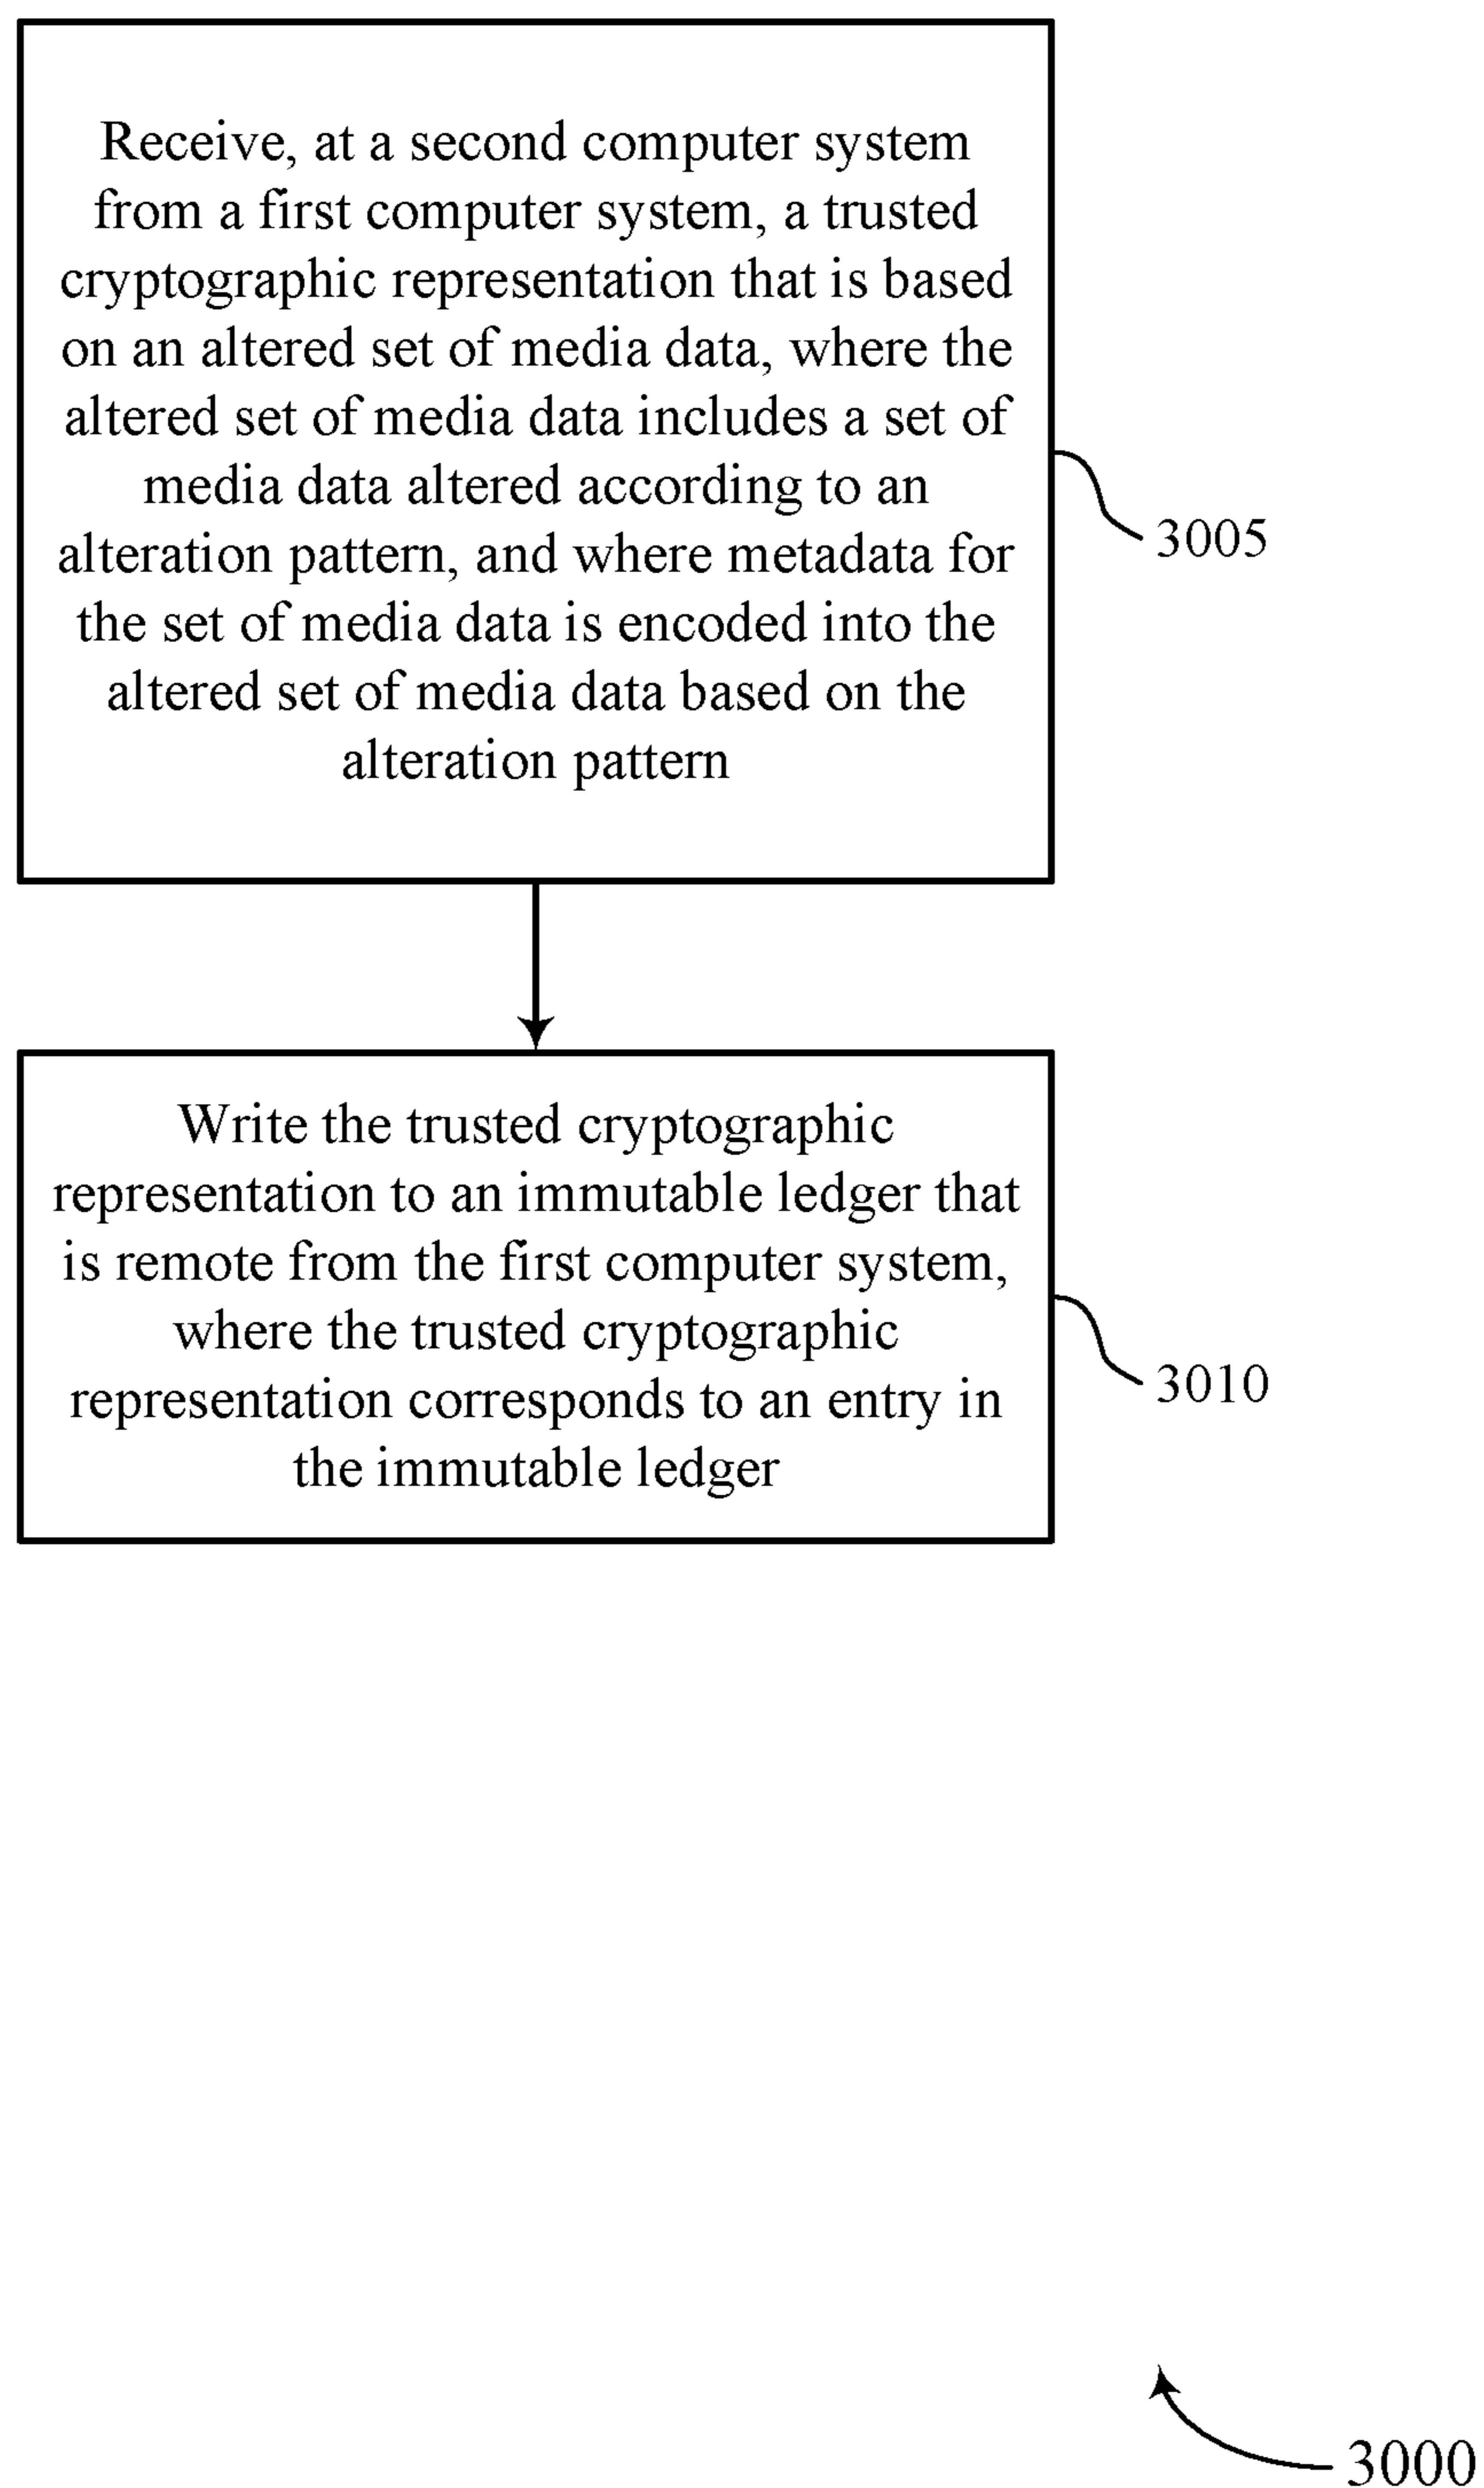 Receive, at a second computer system
from a first computer system, a trusted
cryptographic representation that is based
on an altered set of media data, where the
altered set of media data includes a set of
media data altered according to an
alteration pattern, and where metadata for
the set of media data is encoded into the
altered set of media data based on the
alteration pattern
3005
Write the trusted cryptographic
representation to an immutable ledger that
is remote from the first computer system,
where the trusted cryptographic
representation corresponds to an entry in
the immutable ledger
3010
3000